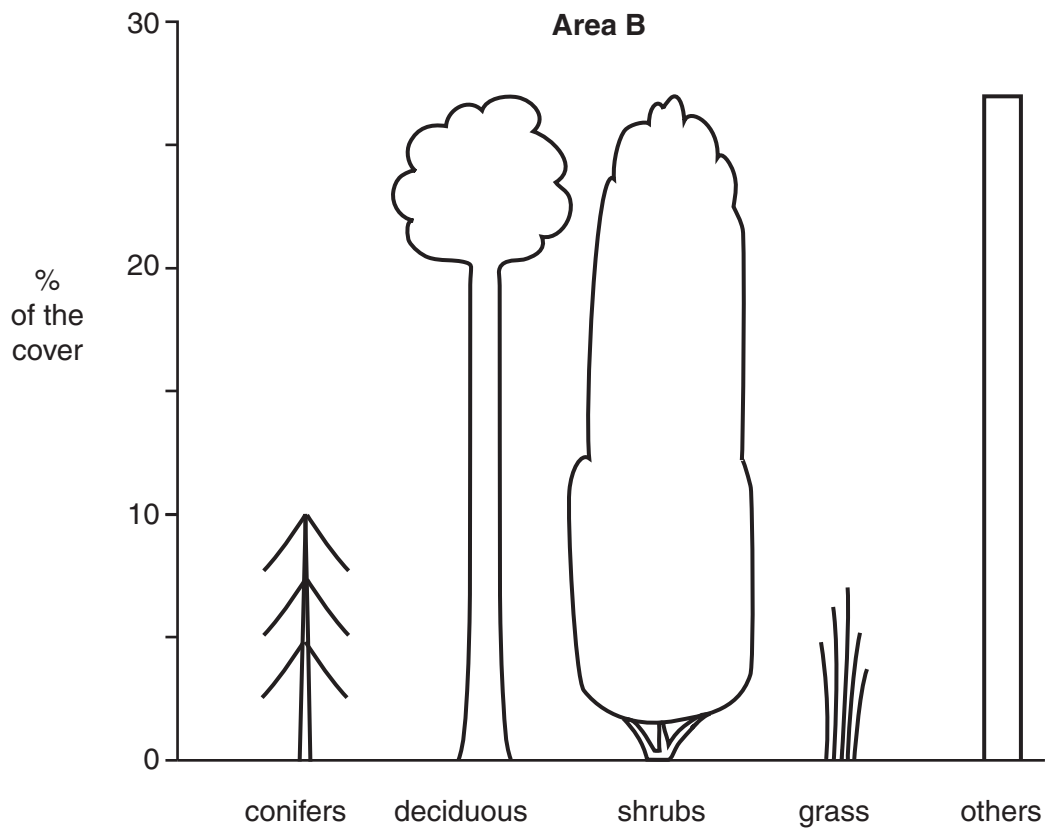 Area B
30
20
10
0
%
of the
cover
conifers deciduous shrubs grass others